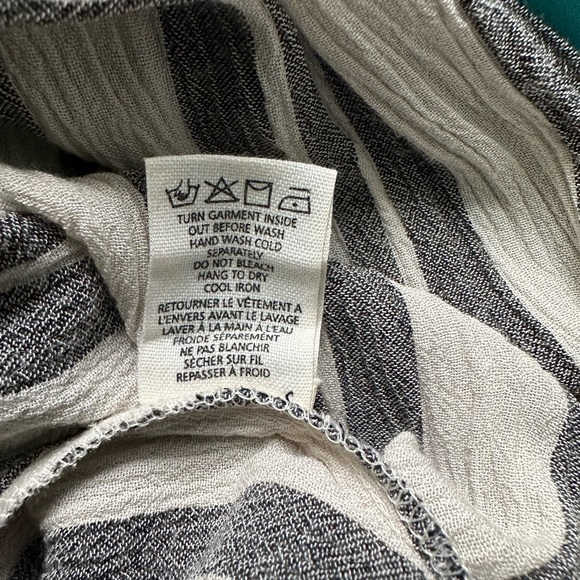 TURN GARMENT INSIDE
OUT BEFORE WASH
HAND WASH COLD
SEPARATELY
DO NOT BLEACH
HANG TO DRY
COOL IRON
RETOURNER LE VÊTEMENT A
L'ENVERS AVANT LE LAVAGE
LAVER À LA MAIN À L'EAU
FROIDE SÉPAREMENT
NE PAS BLANCHIR
SÉCHER SUR FIL
REPASSER À FROID